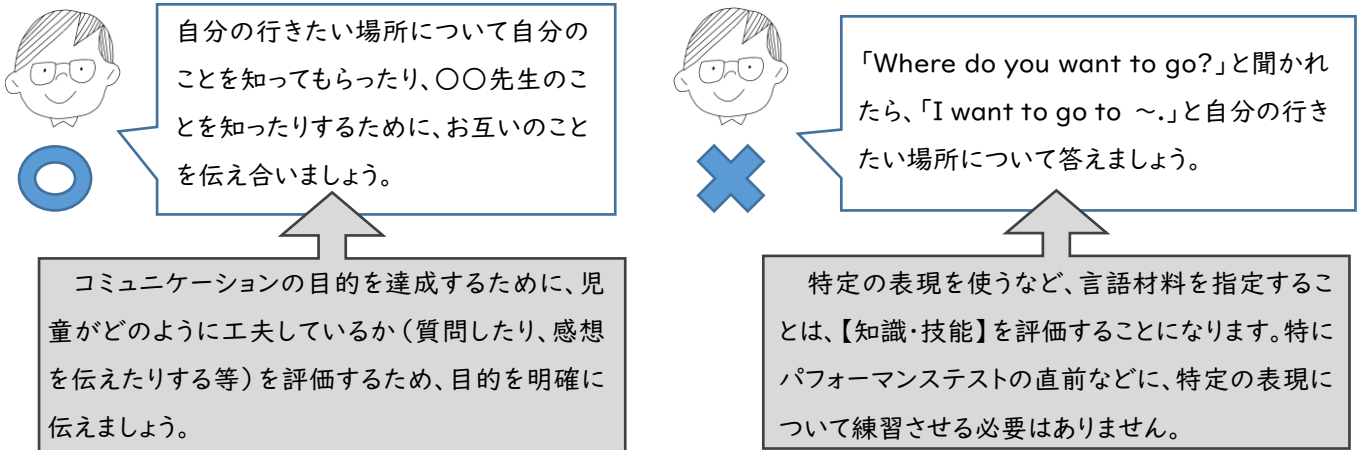 自分の行きたい場所について自分の
ことを知ってもらったり、〇〇先生のこ
とを知ったりするために、お互いのこと
を伝え合いましょう。
コミュニケーションの目的を達成するために、児
童がどのように工夫しているか(質問したり、感想
を伝えたりする等)を評価するため、目的を明確に
伝えましょう。
「Where do you want to go?」と聞かれ
たら、「I want to go to ～.」と自分の行き
たい場所について答えましょう。
特定の表現を使うなど、言語材料を指定するこ
とは、【知識・技能】を評価することになります。特に
パフォーマンステストの直前などに、特定の表現に
ついて練習させる必要はありません。